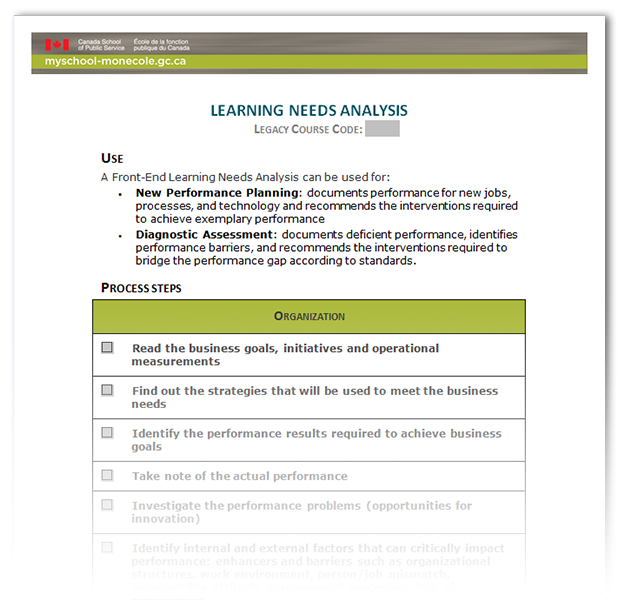 Canada School École de la fonction
of Public Service publique du Canada
myschool-monecole.gc.ca
LEARNING NEEDS ANALYSIS
LEGACY COURSE CODE:
USE
A Front-End Learning Needs Analysis can be used for:
• New Performance Planning: documents performance for new jobs,
processes, and technology and recommends the interventions required
to achieve exemplary performance
• Diagnostic Assessment: documents deficient performance, identifies
performance barriers, and recommends the interventions required to
bridge the performance gap according to standards.
PROCESS STEPS
ORGANIZATION
Read the business goals, initiatives and operational
measurements
Find out the strategies that will be used to meet the business
needs
Identify the performance results required to achieve business
goals
Take note of the actual performance
Investigate the performance problems (opportunities for
innovation)
Identify internal and external factors that can critically impact
performance: enhancers and barriers such as organizational
structures, work environment, person/job mismatch,